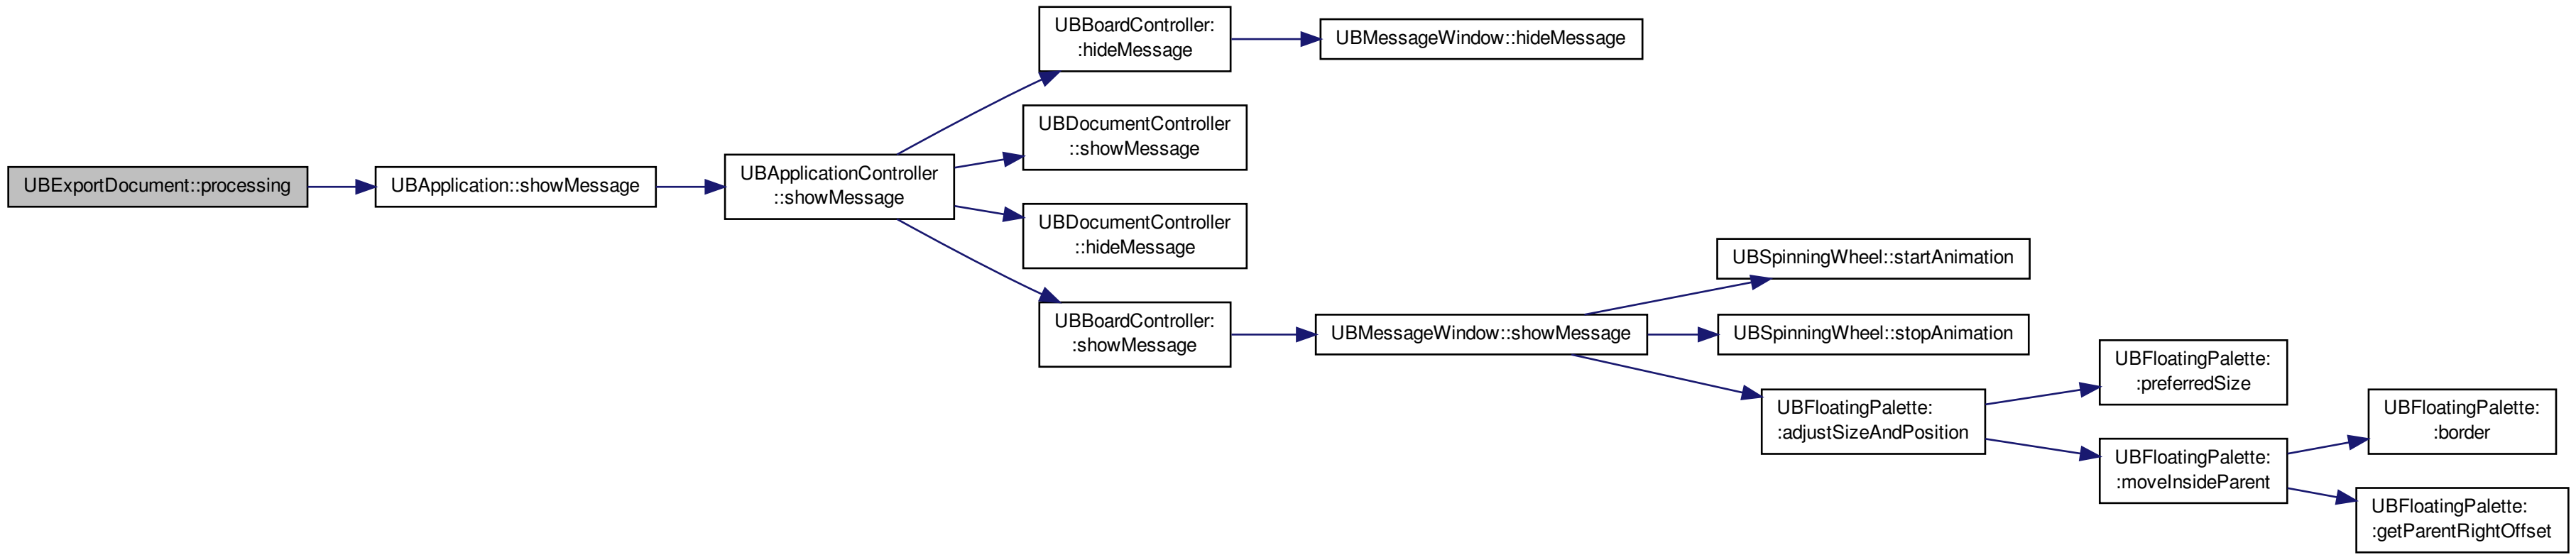 UBExportDocument::processing
UBApplication::showMessage
UBApplicationController
::showMessage
UBBoardController:
:hideMessage
UBMessageWindow::hideMessage
UBDocumentController
::showMessage
UBDocumentController
::hideMessage
UBBoardController:
:showMessage
UBMessageWindow::showMessage
UBSpinningWheel::startAnimation
UBSpinningWheel::stopAnimation
UBFloatingPalette:
:adjustSizeAndPosition
UBFloatingPalette:
:preferredSize
UBFloatingPalette:
:moveInsideParent
UBFloatingPalette:
:border
UBFloatingPalette:
:getParentRightOffset